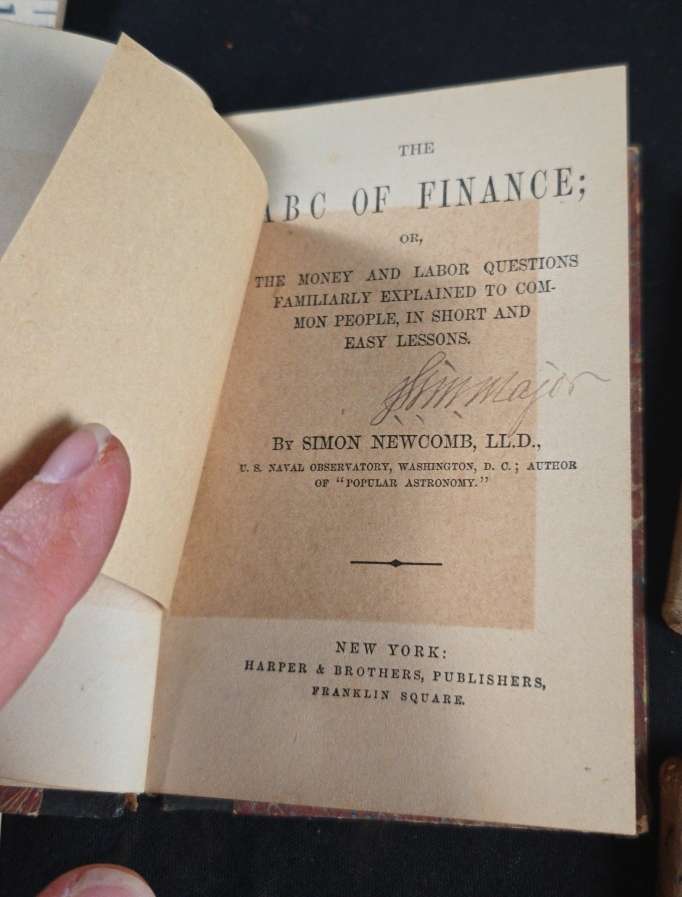 THE
ABC OF FINANCE;
OR,
THE MONEY AND LABOR QUESTIONS
FAMILIARLY EXPLAINED TO COM-
MON PEOPLE, IN SHORT AND
EASY LESSONS.
Major
BY SIMON NEWCOMB, LL.D.,
U. S. NAVAL OBSERVATORY, WASHINGTON, D. C.; AUTHOR
OF "POPULAR ASTRONOMY."
NEW YORK:
HARPER & BROTHERS, PUBLISHERS,
FRANKLIN SQUARE.